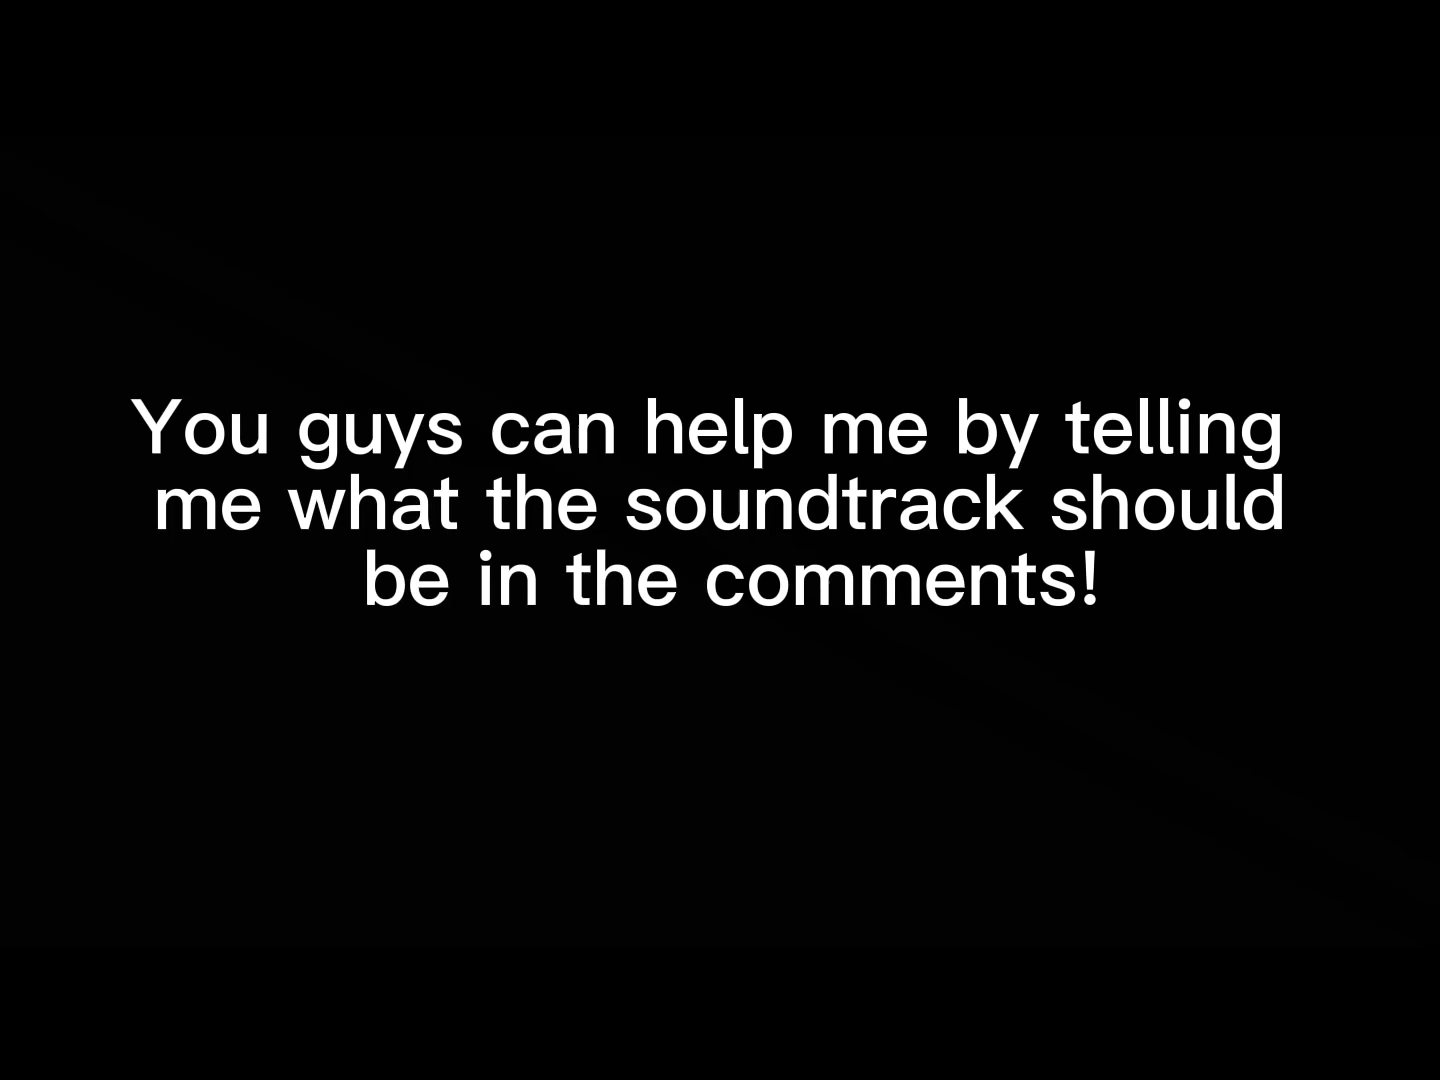 You guys can help me by telling
me what the soundtrack should
be in the comments!